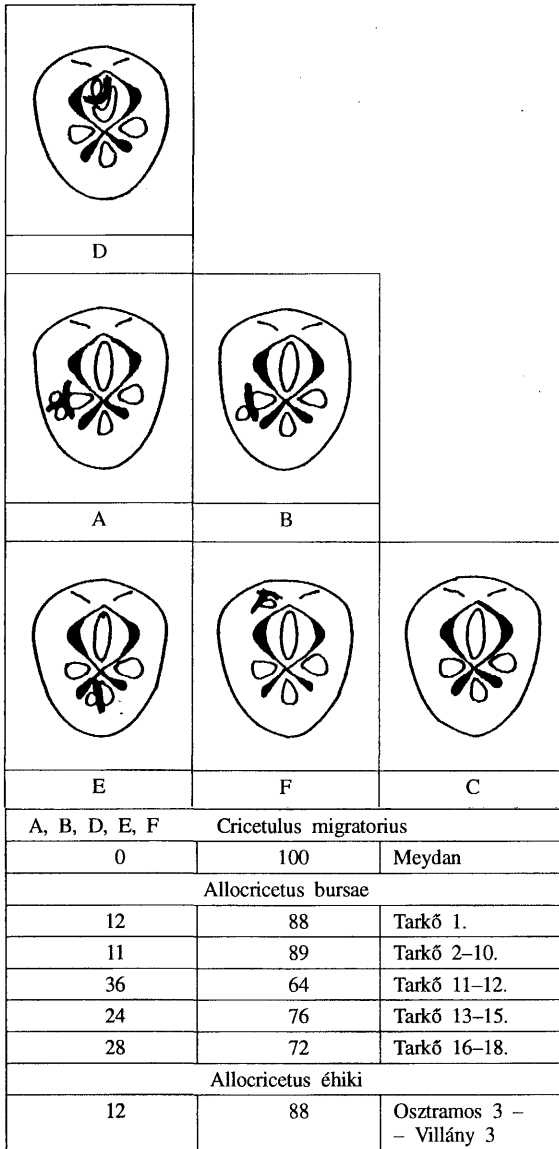 D
A B
E F C
A, B, D, E, F Cricetulus migratorius
0 100 Meydan
Allocricetus bursae
12 88 Tarkő 1.
11 89 Tarkő 2–10.
36 64 Tarkő 11–12.
24 76 Tarkő 13–15.
28 72 Tarkő 16–18.
Allocricetus éhiki
12 88 Osztramos 3 –
– Villány 3